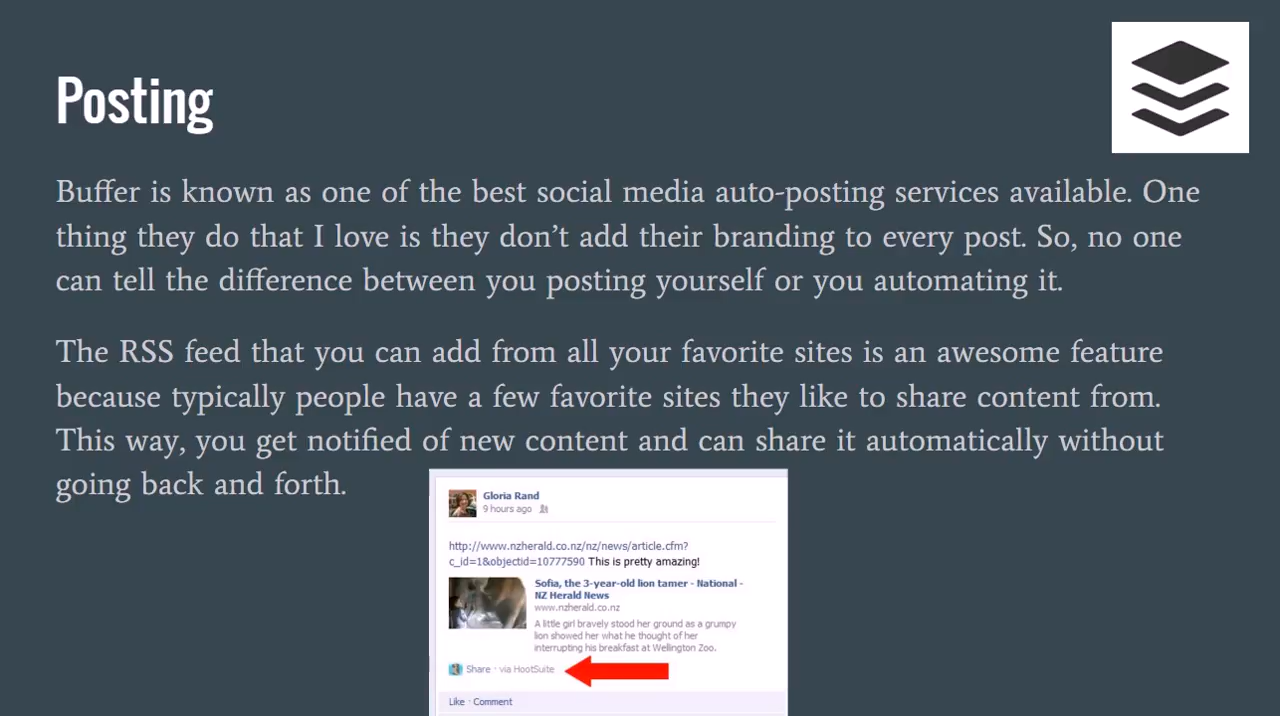 Posting
Buffer is known as one of the best social media auto-posting services available. One
thing they do that I love is they don’t add their branding to every post. So, no one
can tell the difference between you posting yourself or you automating it.
The RSS feed that you can add from all your favorite sites is an awesome feature
because typically people have a few favorite sites they like to share content from.
This way, you get notified of new content and can share it automatically without
going back and forth.
Gloria Rand
9 hours ago
http://www.nzherald.co.nz/nz/news/article.cfm?
c_id=1&objectid=10777590 This is pretty amazing!
Sofia, the 3-year-old lion tamer - National -
NZ Herald News
www.nzherald.co.nz
A little girl bravely stood her ground as a grumpy
lion showed her what he thought of her
interrupting his breakfast at Wellington Zoo.
Share · via HootSuite
Like · Comment